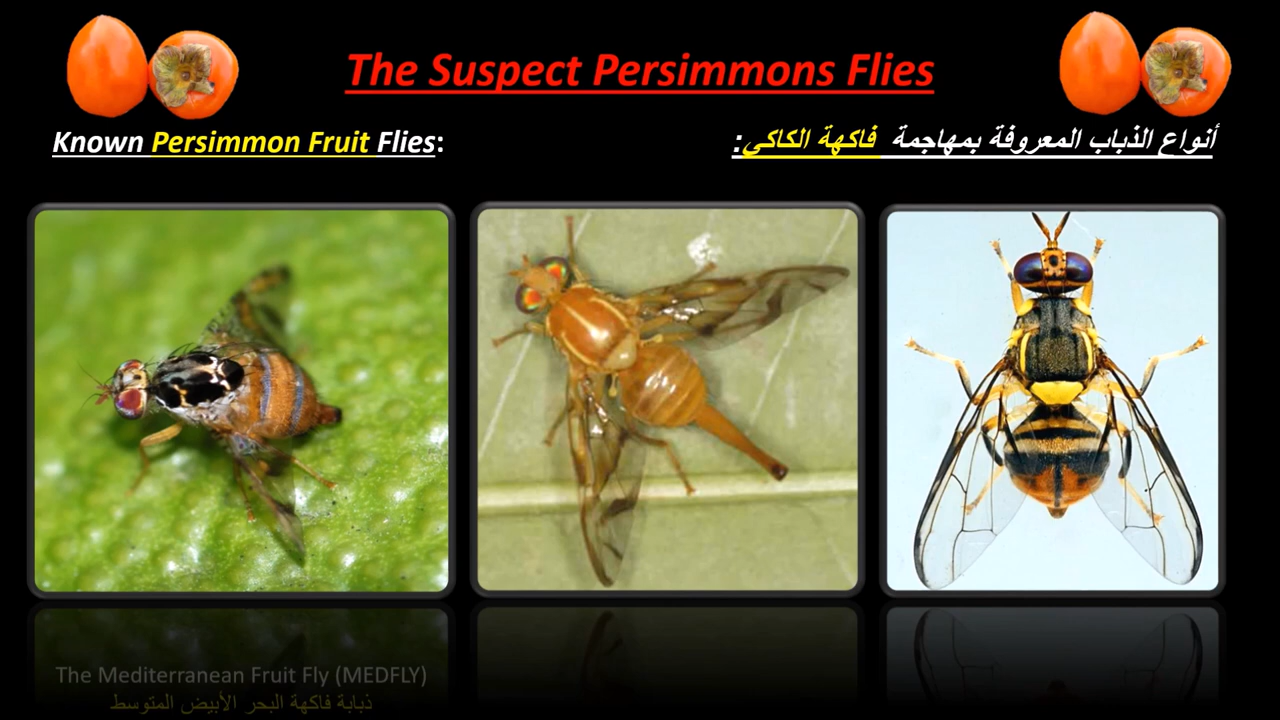 The Suspect Persimmons Flies
Known Persimmon Fruit Flies:
أنواع الذباب المعروفة بمهاجمة فاكهة الكاكي:
The Mediterranean Fruit Fly (MEDFLY)
ذبابة فاكهة البحر الأبيض المتوسط